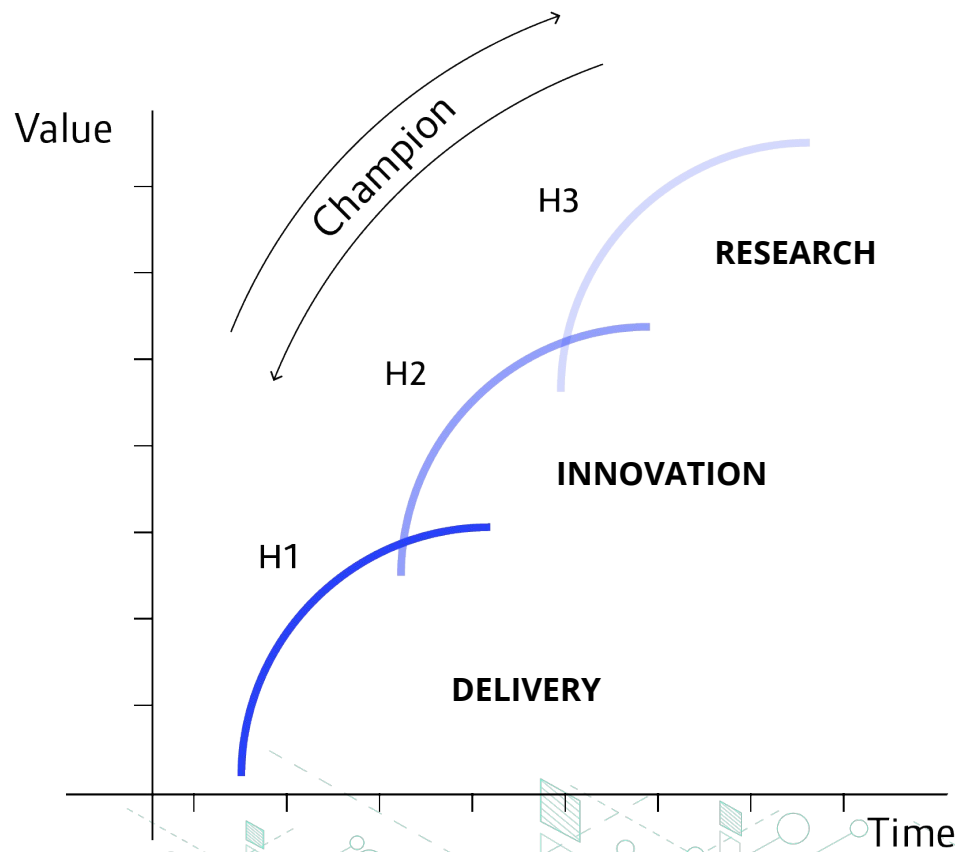 Champion
Value
H3
RESEARCH
H2
INNOVATION
H1
DELIVERY
Time